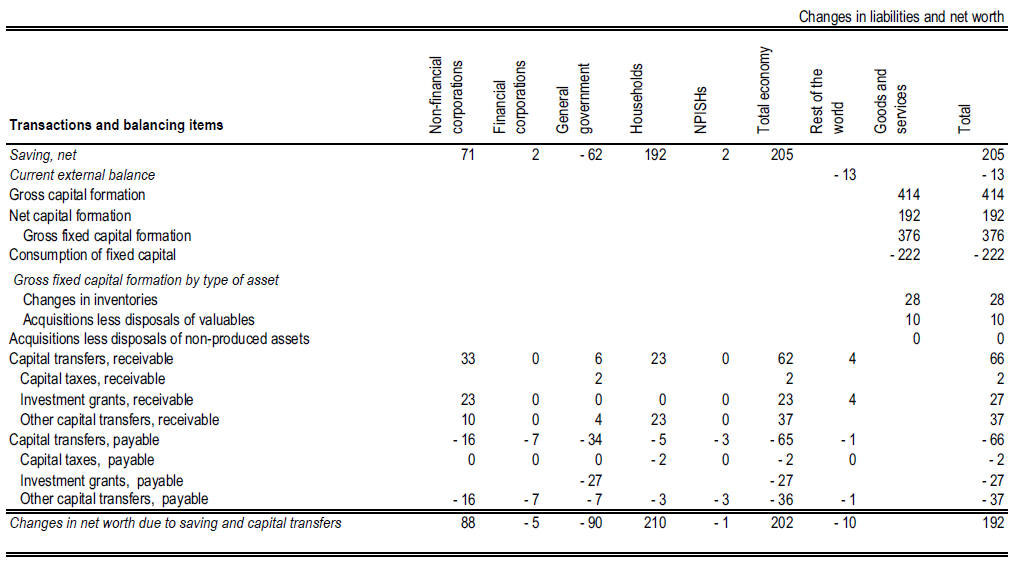 Changes in liabilities and net worth
Transactions and balancing items Non-financial corporations Financial corporations General government Households NPISHs Total economy Rest of the world Goods and services Total
Saving, net 71 2 - 62 192 2 205 205
Current external balance - 13 - 13
Gross capital formation 414 414
Net capital formation 192 192
Gross fixed capital formation 376 376
Consumption of fixed capital - 222 - 222
Gross fixed capital formation by type of asset
Changes in inventories 28 28
Acquisitions less disposals of valuables 10 10
Acquisitions less disposals of non-produced assets 0 0
Capital transfers, receivable 33 0 6 23 0 62 4 66
Capital taxes, receivable 2 2 2
Investment grants, receivable 23 0 0 0 0 23 4 27
Other capital transfers, receivable 10 0 4 23 0 37 37
Capital transfers, payable - 16 - 7 - 34 - 5 - 3 - 65 - 1 - 66
Capital taxes, payable 0 0 0 - 2 0 - 2 0 - 2
Investment grants, payable - 27 - 27 - 27
Other capital transfers, payable - 16 - 7 - 7 - 3 - 3 - 36 - 1 - 37
Changes in net worth due to saving and capital transfers 88 - 5 - 90 210 - 1 202 - 10 192